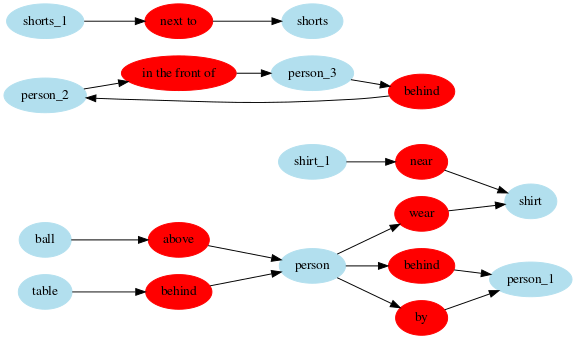 shorts_1 next to shorts
person_2 in the front of person_3 behind
shirt_1 near shirt
ball above person wear
table behind behind person_1
by